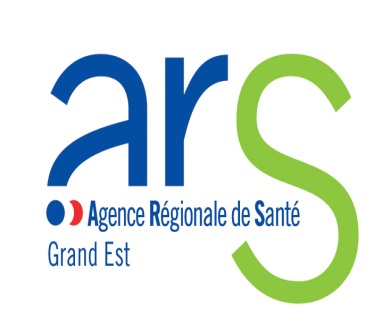 ars
Agence Régionale de Santé
Grand Est